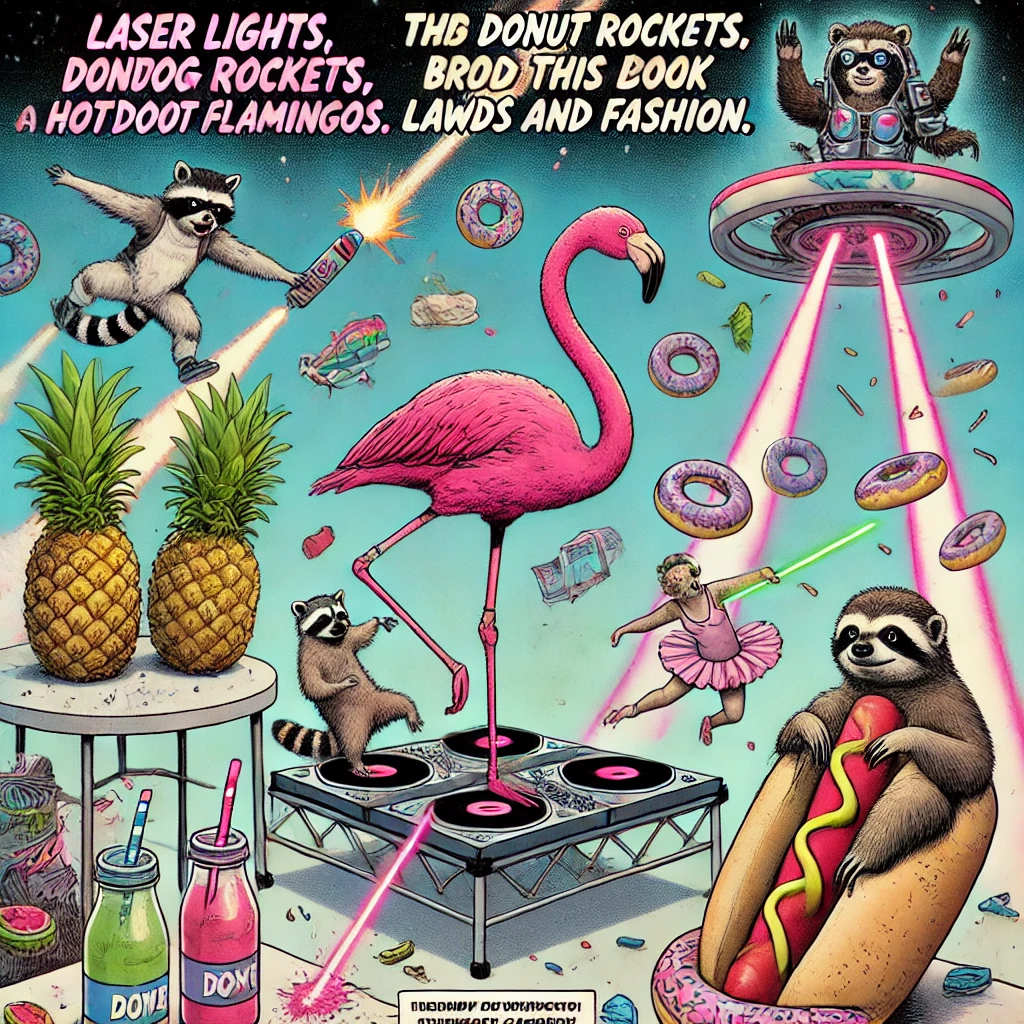 LASER LIGHTS,
DONDOG ROCKETS,
A HOTDOOT FLAMINGOS.
THB DONUT ROCKETS,
BROD THIS BOOK
LAWDS AND FASHION.
DOWE
DONE